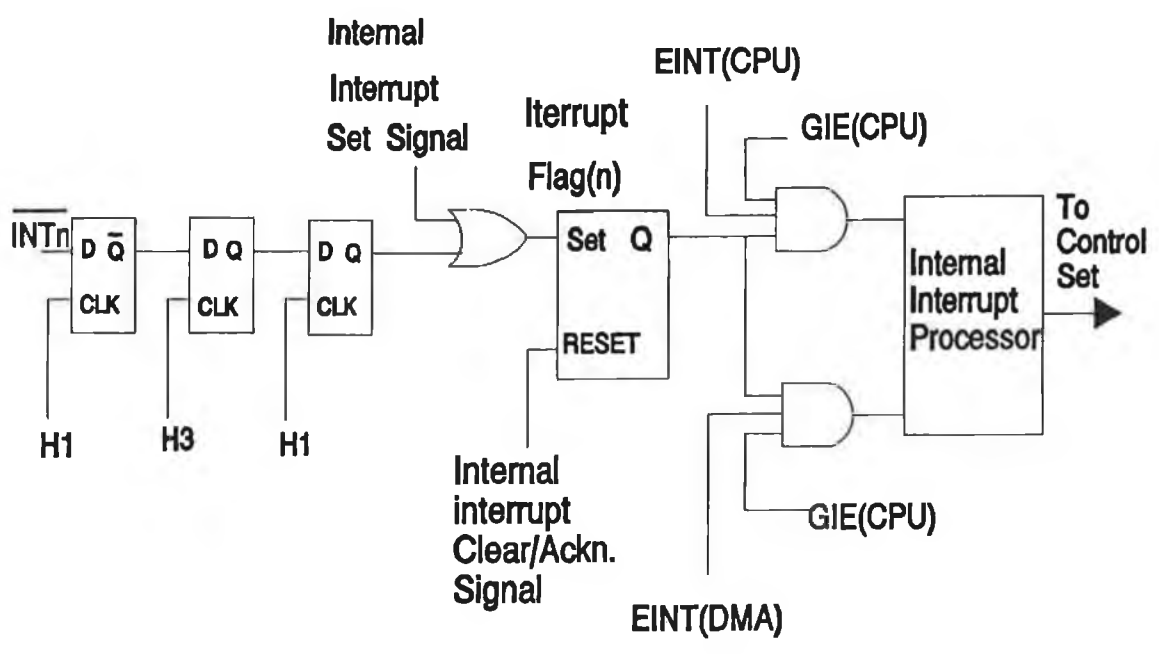 Internal
Interrupt
Set Signal
EINT(CPU)
Iterrupt
Flag(n)
GIE(CPU)
INTn
D Q
CLK
D Q
CLK
D Q
CLK
Set Q
RESET
Internal
Interrupt
Processor
To
Control
Set
H1
H3
H1
Internal
interrupt
Clear/Ackn.
Signal
GIE(CPU)
EINT(DMA)